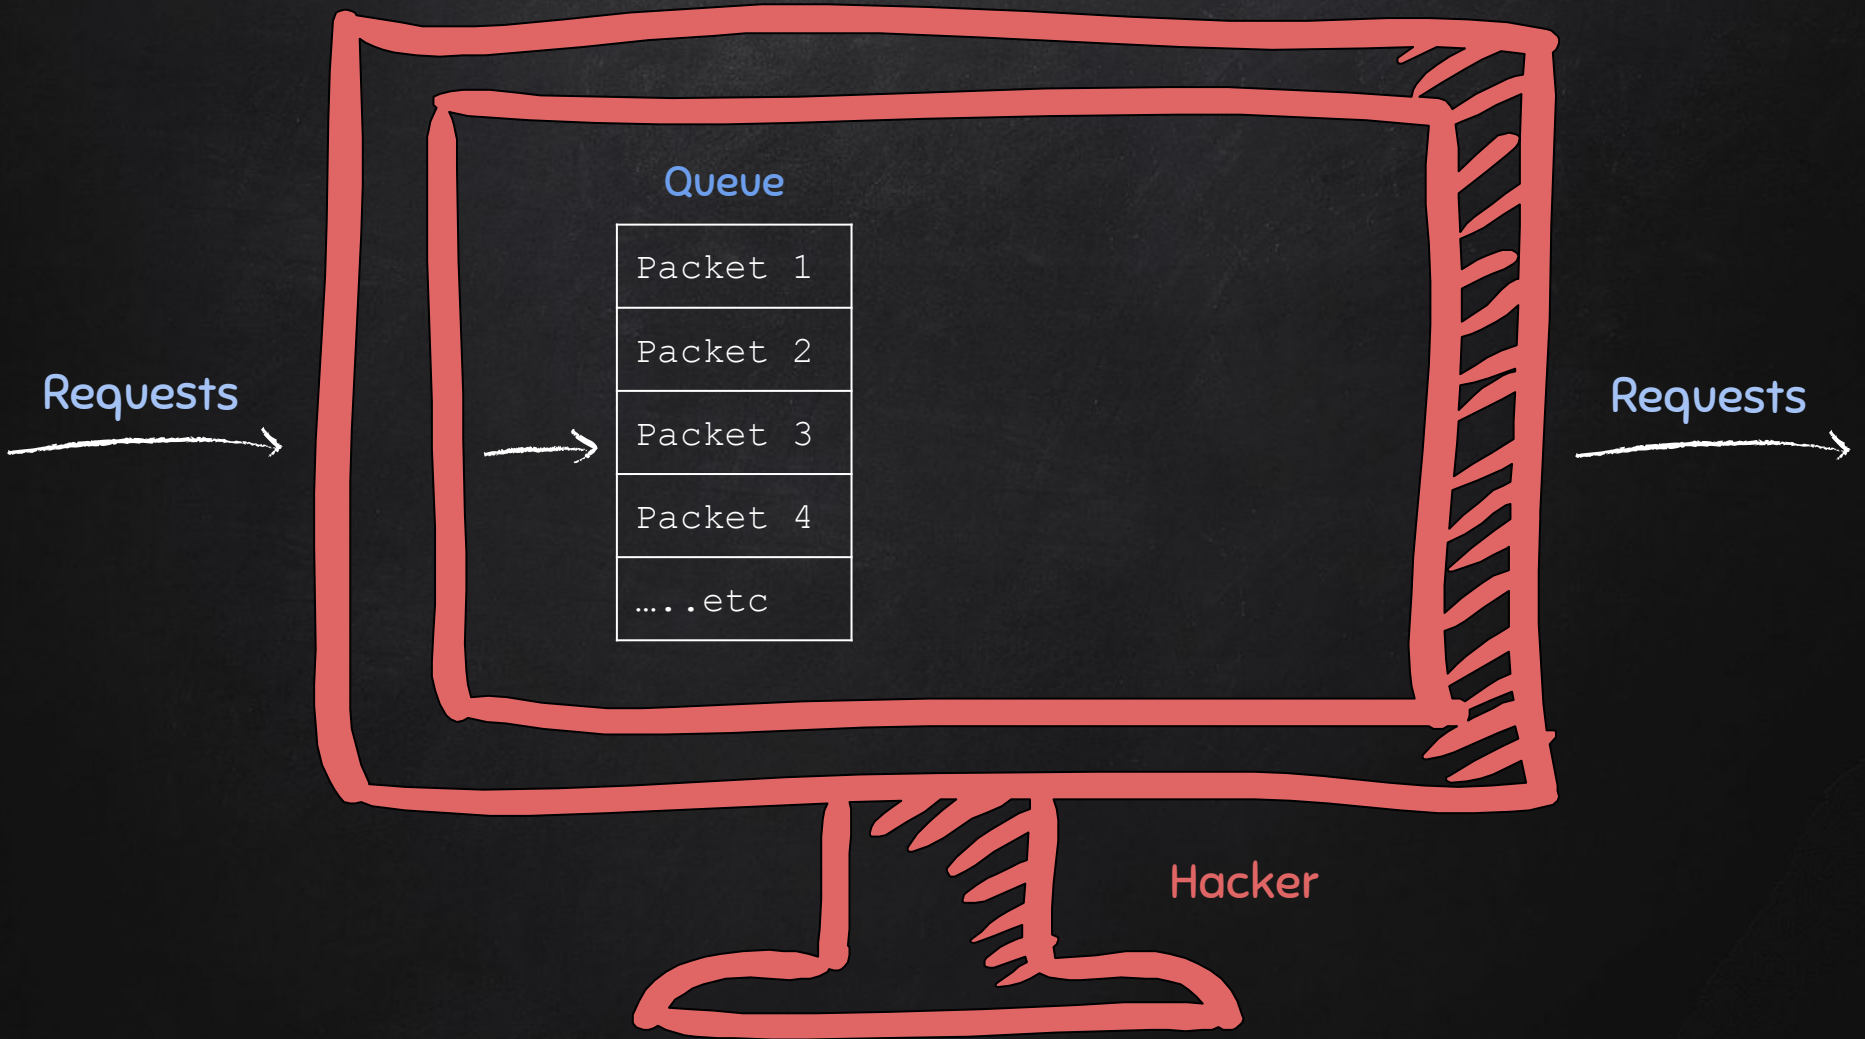 Queue
Packet 1
Packet 2
Packet 3
Packet 4
…..etc
Requests
Requests
Hacker